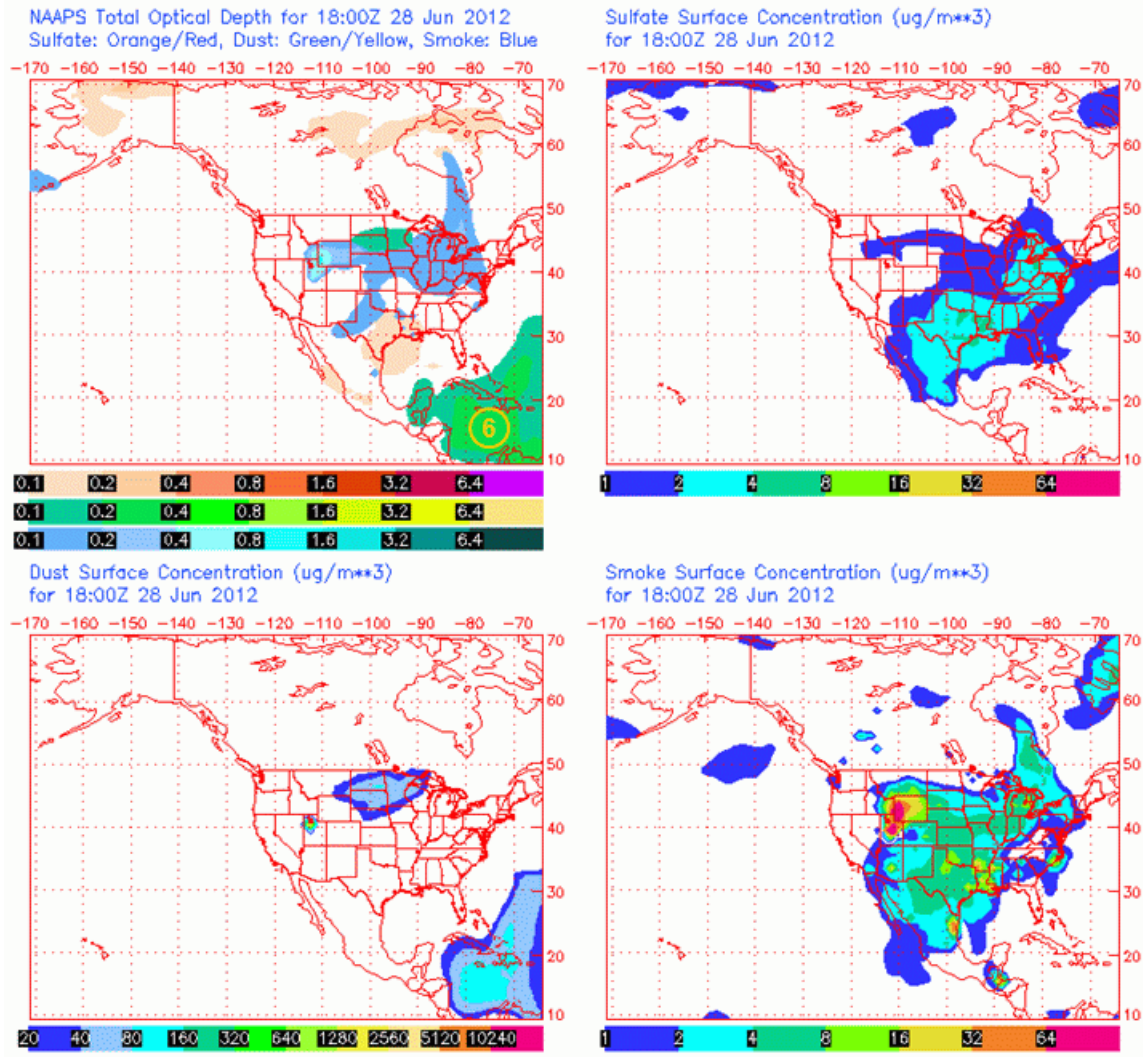 NAAPS Total Optical Depth for 18:00Z 28 Jun 2012
Sulfate: Orange/Red, Dust: Green/Yellow, Smoke: Blue
-170 -160 -150 -140 -130 -120 -110 -100 -90 -80 -70
70
60
50
40
30
20
10
6
0.1 0.2 0.4 0.8 1.6 3.2 6.4
0.1 0.2 0.4 0.8 1.6 3.2 6.4
0.1 0.2 0.4 0.8 1.6 3.2 6.4
Sulfate Surface Concentration (ug/m**3)
for 18:00Z 28 Jun 2012
-170 -160 -150 -140 -130 -120 -110 -100 -90 -80 -70
70
60
50
40
30
20
10
1 2 4 8 16 32 64
Dust Surface Concentration (ug/m**3)
for 18:00Z 28 Jun 2012
-170 -160 -150 -140 -130 -120 -110 -100 -90 -80 -70
70
60
50
40
30
20
10
20 40 80 160 320 640 1280 2560 5120 10240
Smoke Surface Concentration (ug/m**3)
for 18:00Z 28 Jun 2012
-170 -160 -150 -140 -130 -120 -110 -100 -90 -80 -70
70
60
50
40
30
20
10
1 2 4 8 16 32 64